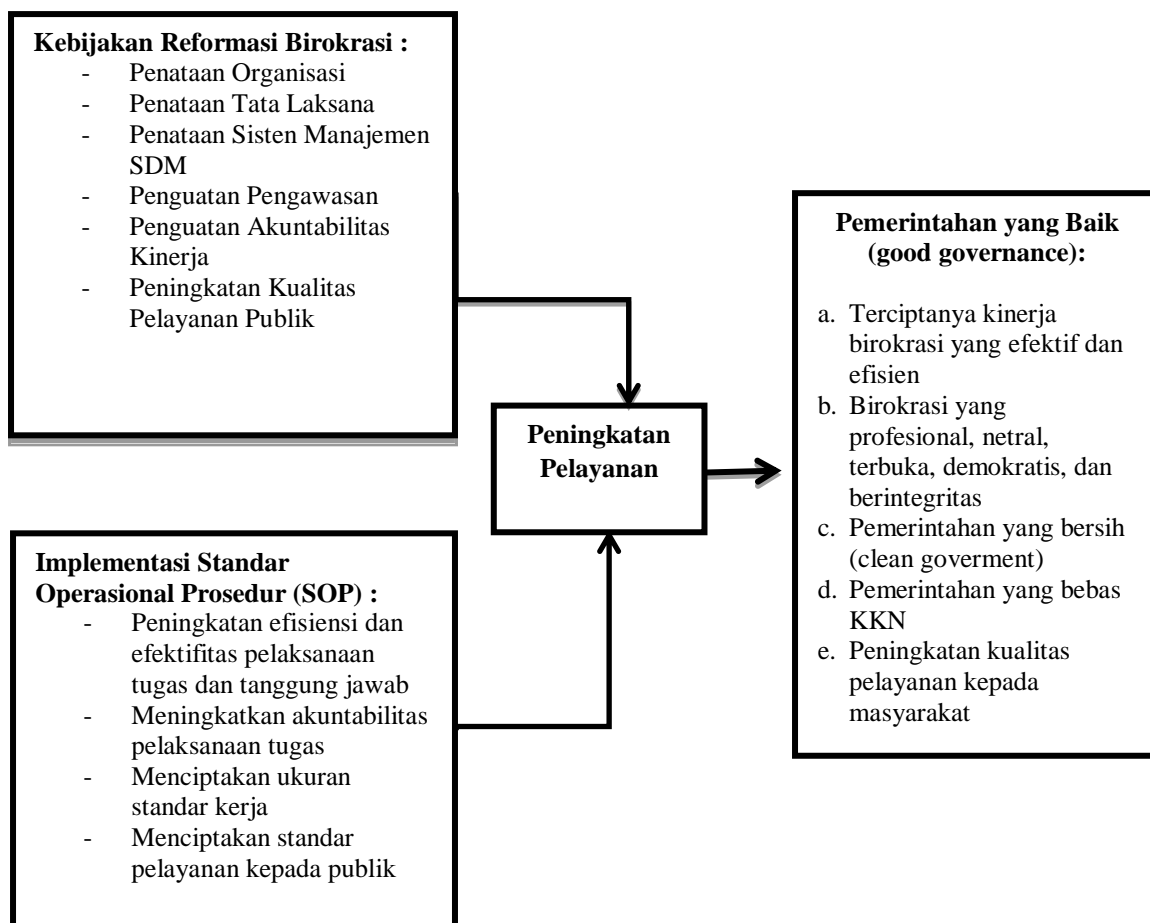 Kebijakan Reformasi Birokrasi :
- Penataan Organisasi
- Penataan Tata Laksana
- Penataan Sisten Manajemen
SDM
- Penguatan Pengawasan
- Penguatan Akuntabilitas
Kinerja
- Peningkatan Kualitas
Pelayanan Publik
Implementasi Standar
Operasional Prosedur (SOP) :
- Peningkatan efisiensi dan
efektifitas pelaksanaan
tugas dan tanggung jawab
- Meningkatkan akuntabilitas
pelaksanaan tugas
- Menciptakan ukuran
standar kerja
- Menciptakan standar
pelayanan kepada publik
Peningkatan
Pelayanan
Pemerintahan yang Baik
(good governance):
a. Terciptanya kinerja
birokrasi yang efektif dan
efisien
b. Birokrasi yang
profesional, netral,
terbuka, demokratis, dan
berintegritas
c. Pemerintahan yang bersih
(clean goverment)
d. Pemerintahan yang bebas
KKN
e. Peningkatan kualitas
pelayanan kepada
masyarakat